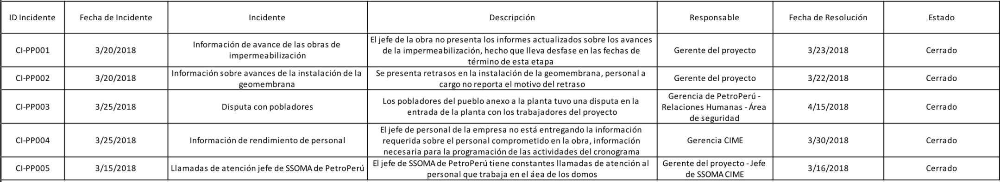 ID Incidente Fecha de Incidente Incidente Descripción Responsable Fecha de Resolución Estado
CI-PP001 3/20/2018 Información de avance de las obras de
impermeabilización
El jefe de la obra no presenta los informes actualizados sobre los avances
de la impermeabilización, hecho que lleva desfase en las fechas de
término de esta etapa
Gerente del proyecto 3/23/2018 Cerrado
CI-PP002 3/20/2018 Información sobre avances de la instalación de la
geomembrana
Se presenta retrasos en la instalación de la geomembrana, personal a
cargo no reporta el motivo del retraso
Gerente del proyecto 3/22/2018 Cerrado
CI-PP003 3/25/2018 Disputa con pobladores
Los pobladores del pueblo anexo a la planta tuvo una disputa en la
entrada de la planta con los trabajadores del proyecto
Gerencia de PetroPerú -
Relaciones Humanas - Área
de seguridad
4/15/2018 Cerrado
CI-PP004 3/25/2018 Información de rendimiento de personal
El jefe de personal de la empresa no está entregando la información
requerida sobre el personal comprometido en la obra, información
necesaria para la programación de las actividades del cronograma
Gerencia CIME 3/30/2018 Cerrado
CI-PP005 3/15/2018 Llamadas de atención jefe de SSOMA de PetroPerú
El jefe de SSOMA de PetroPerú tiene constantes llamadas de atención al
personal que trabaja en el áea de los domos
Gerente del proyecto - Jefe
de SSOMA CIME
3/16/2018 Cerrado